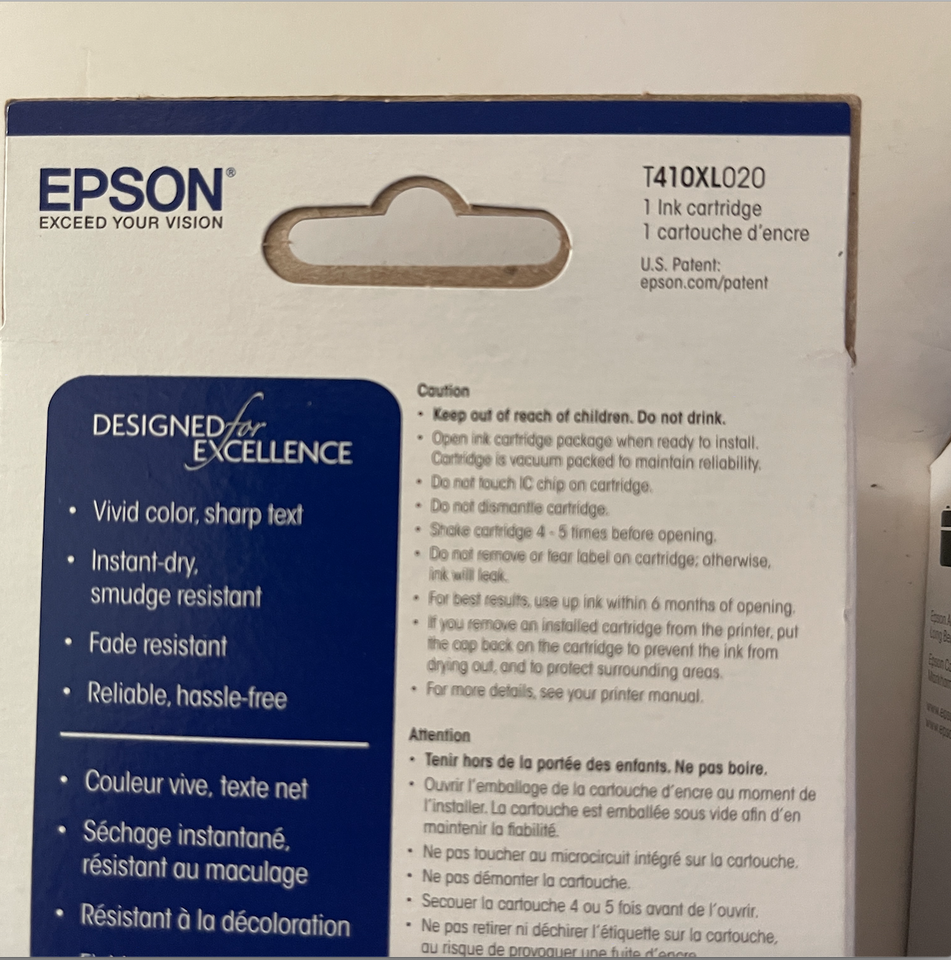 EPSON®
EXCEED YOUR VISION
T410XL020
1 Ink cartridge
1 cartouche d'encre
U.S. Patent:
epson.com/patent
DESIGNED for
EXCELLENCE
• Vivid color, sharp text
• Instant-dry,
smudge resistant
• Fade resistant
• Reliable, hassle-free
• Couleur vive, texte net
• Séchage instantané,
résistant au maculage
• Résistant à la décoloration
Caution
• Keep out of reach of children. Do not drink.
• Open ink cartridge package when ready to install.
Cartridge is vacuum packed to maintain reliability.
• Do not touch IC chip on cartridge.
• Do not dismantle cartridge.
• Shake cartridge 4 - 5 times before opening.
• Do not remove or tear label on cartridge; otherwise,
ink will leak.
• For best results, use up ink within 6 months of opening.
• If you remove an installed cartridge from the printer, put
the cap back on the cartridge to prevent the ink from
drying out, and to protect surrounding areas.
• For more details, see your printer manual.
Attention
• Tenir hors de la portée des enfants. Ne pas boire.
• Ouvrir l'emballage de la cartouche d'encre au moment de
l'installer. La cartouche est emballée sous vide afin d'en
maintenir la fiabilité.
• Ne pas toucher au microcircuit intégré sur la cartouche.
• Ne pas démonter la cartouche.
• Secouer la cartouche 4 ou 5 fois avant de l'ouvrir.
• Ne pas retirer ni déchirer l'étiquette sur la cartouche,
au risque de provoquer une fuite d'encre
Epson
Long
Epson